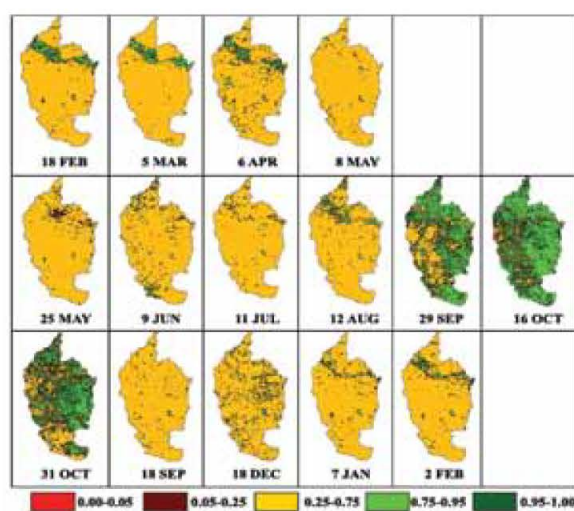 18 FEB 5 MAR 6 APR 8 MAY
25 MAY 9 JUN 11 JUL 12 AUG 29 SEP 16 OCT
31 OCT 18 SEP 18 DEC 7 JAN 2 FEB
0.00-0.05 0.05-0.25 0.25-0.75 0.75-0.95 0.95-1.00